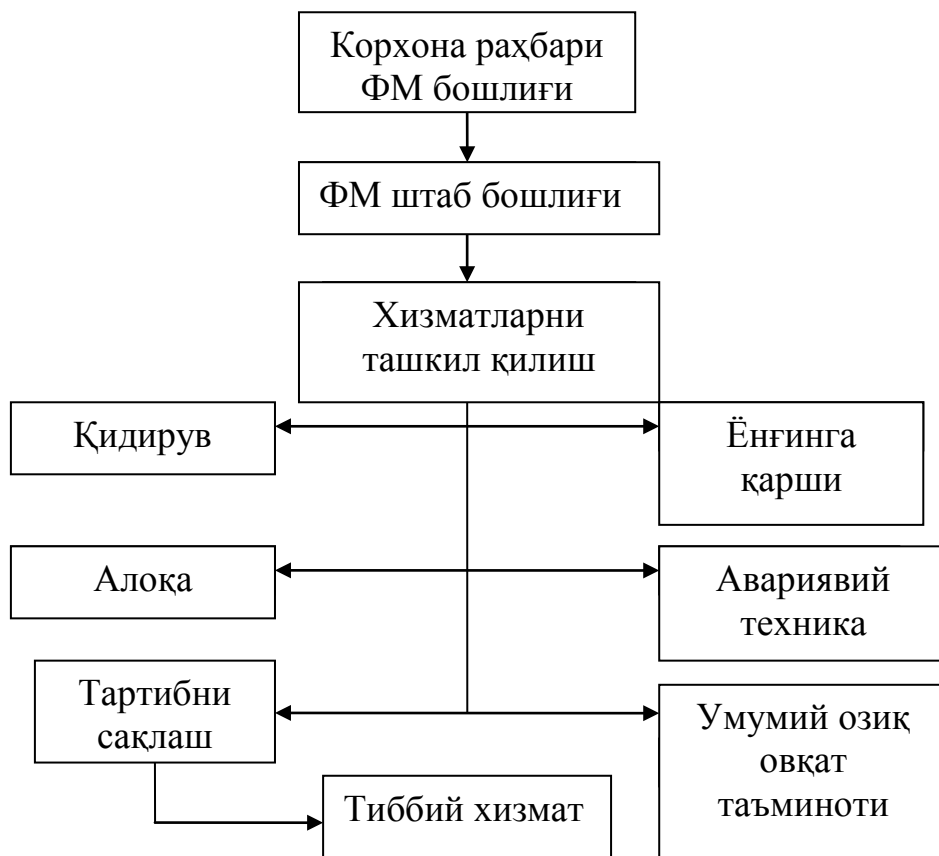 Корхона раҳбари
ФМ бошлиғи
ФМ штаб бошлиғи
Хизматларни
ташкил қилиш
Қидирув
Ёнғинга
қарши
Алоқа
Авариявий
техника
Тартибни
сақлаш
Умумий озиқ
овқат
таъминоти
Тиббий хизмат